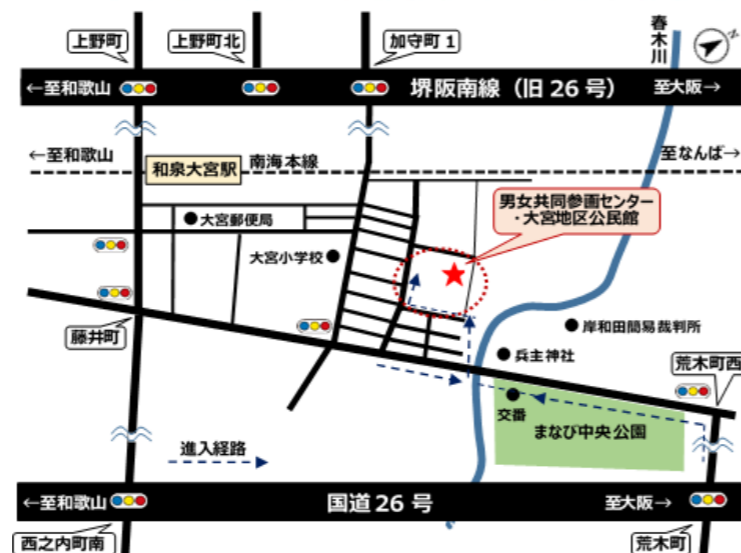 上野町
上野町北
加守町 1
春木川
N
←至和歌山
堺阪南線（旧 26 号）
至大阪→
←至和歌山
和泉大宮駅
南海本線
至なんば→
男女共同参画センター
・大宮地区公民館
大宮郵便局
大宮小学校
岸和田簡易裁判所
藤井町
兵主神社
荒木町西
交番
まなび中央公園
進入経路
←至和歌山
国道 26 号
至大阪→
西之内町南
荒木町